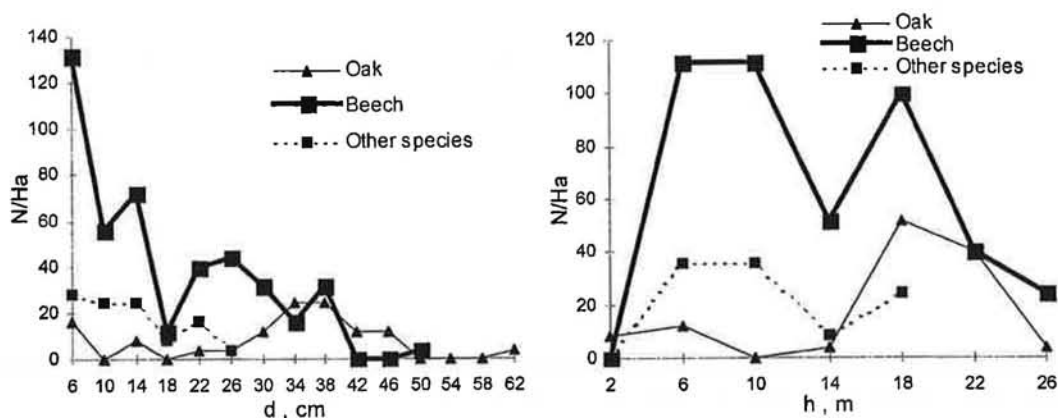 140
120
100
80
60
40
20
0
N/Ha
Oak
Beech
Other species
6 10 14 18 22 26 30 34 38 42 46 50 54 58 62
d , cm
Oak
Beech
Other species
120
100
80
60
40
20
0
N/Ha
2 6 10 14 18 22 26
h , m